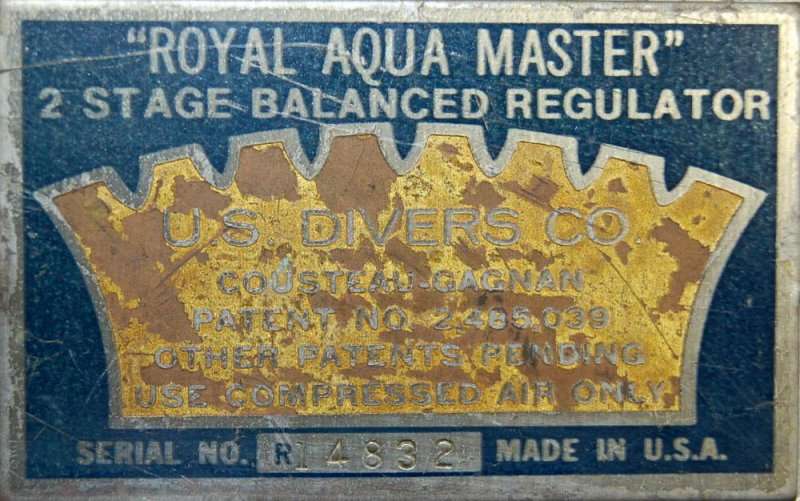 "ROYAL AQUA MASTER"
2 STAGE BALANCED REGULATOR
U.S. DIVERS CO.
COUSTEAU-GAGNAN
PATENT NO. 2,485,039
OTHER PATENTS PENDING
USE COMPRESSED AIR ONLY
SERIAL NO. R14832 MADE IN U.S.A.